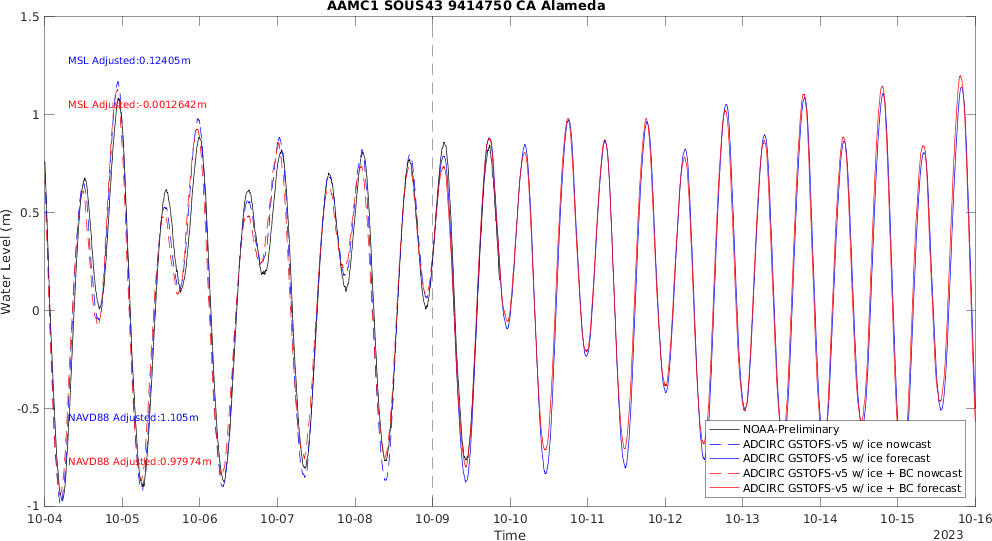 AAMC1 SOUS43 9414750 CA Alameda
1.5
1
0.5
0
-0.5
-1
Water Level (m)
MSL Adjusted:0.12405m
MSL Adjusted:-0.0012642m
NAVD88 Adjusted:1.105m
NAVD88 Adjusted:0.97974m
NOAA-Preliminary
ADCIRC GSTOFS-v5 w/ ice nowcast
ADCIRC GSTOFS-v5 w/ ice forecast
ADCIRC GSTOFS-v5 w/ ice + BC nowcast
ADCIRC GSTOFS-v5 w/ ice + BC forecast
10-04 10-05 10-06 10-07 10-08 10-09 10-10 10-11 10-12 10-13 10-14 10-15 10-16
Time
2023